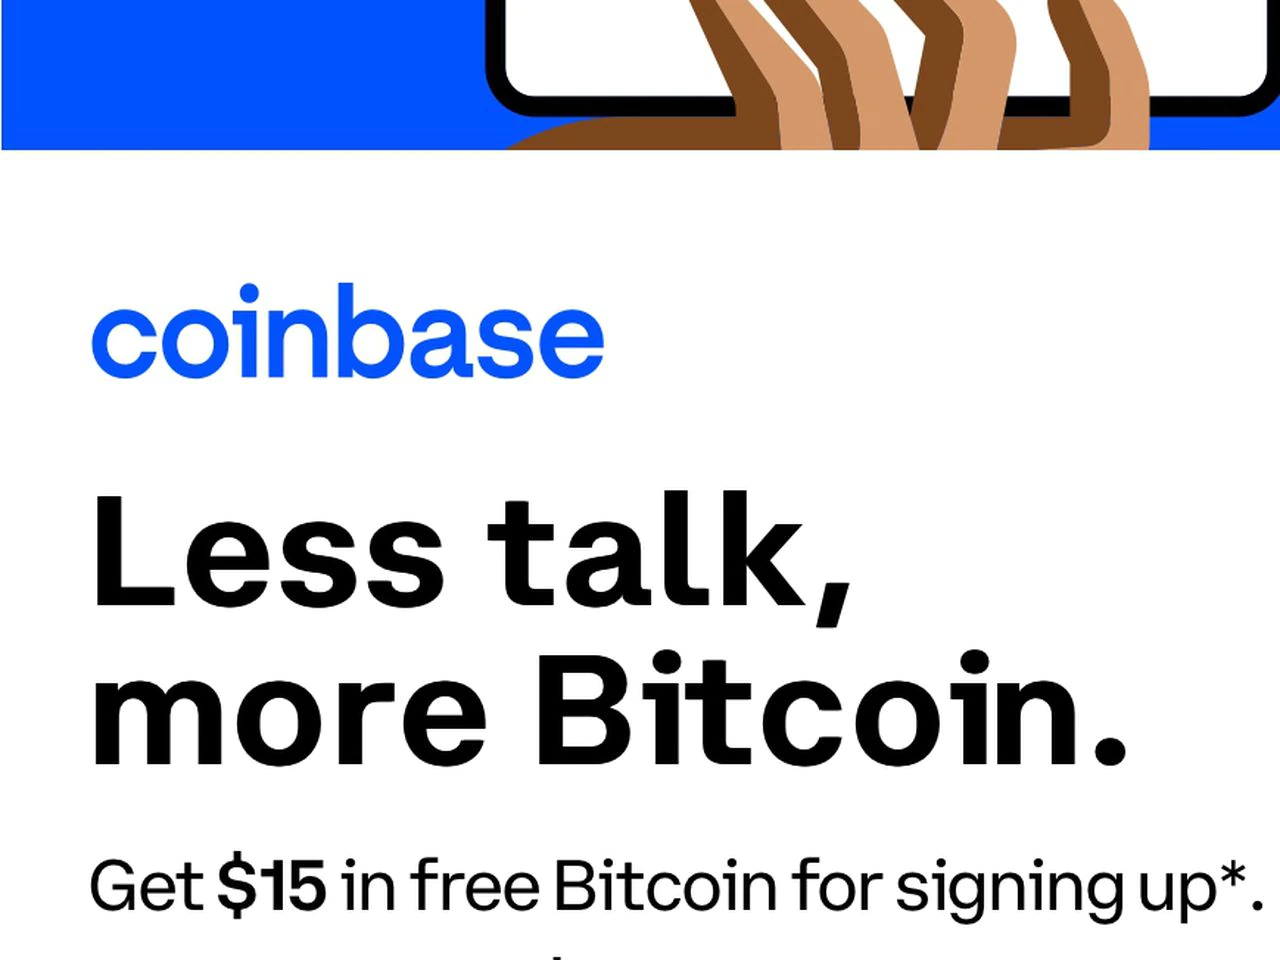 coinbase
Less talk,
more Bitcoin.
Get $15 in free Bitcoin for signing up*.